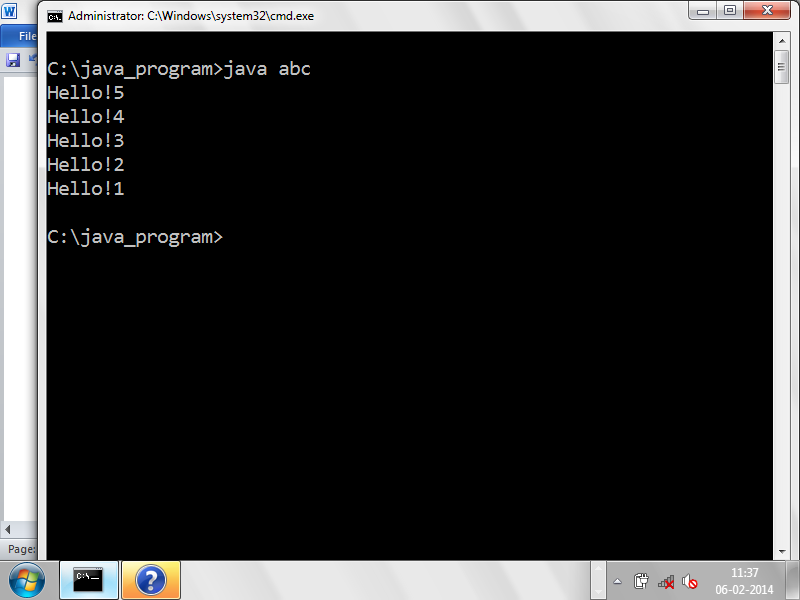 W
Administrator: C:\Windows\system32\cmd.exe
File
C:\java_program>java abc
Hello!5
Hello!4
Hello!3
Hello!2
Hello!1
C:\java_program>
Page:
C:\_
?
11:37
06-02-2014